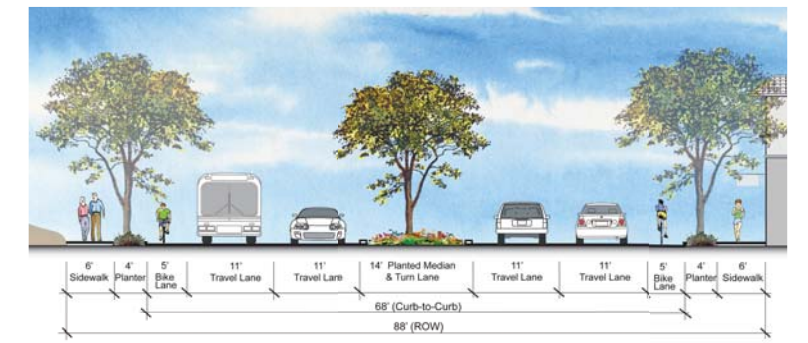 6'
Sidewalk
4'
Planter
5'
Bike
Lane
11'
Travel Lane
11'
Travel Lare
14' Planted Median
& Turn Lane
11'
Travel Lane
11'
Travel Lane
5'
Bike
Lane
4'
Planter
6'
Sidewalk
68' (Curb-to-Curb)
88' (ROW)